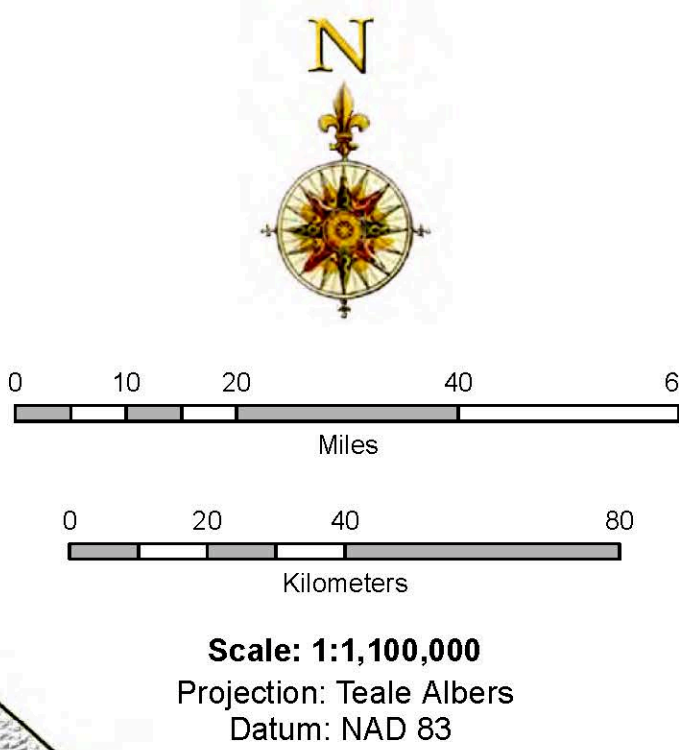 N
0 10 20 40 6
Miles
0 20 40 80
Kilometers
Scale: 1:1,100,000
Projection: Teale Albers
Datum: NAD 83